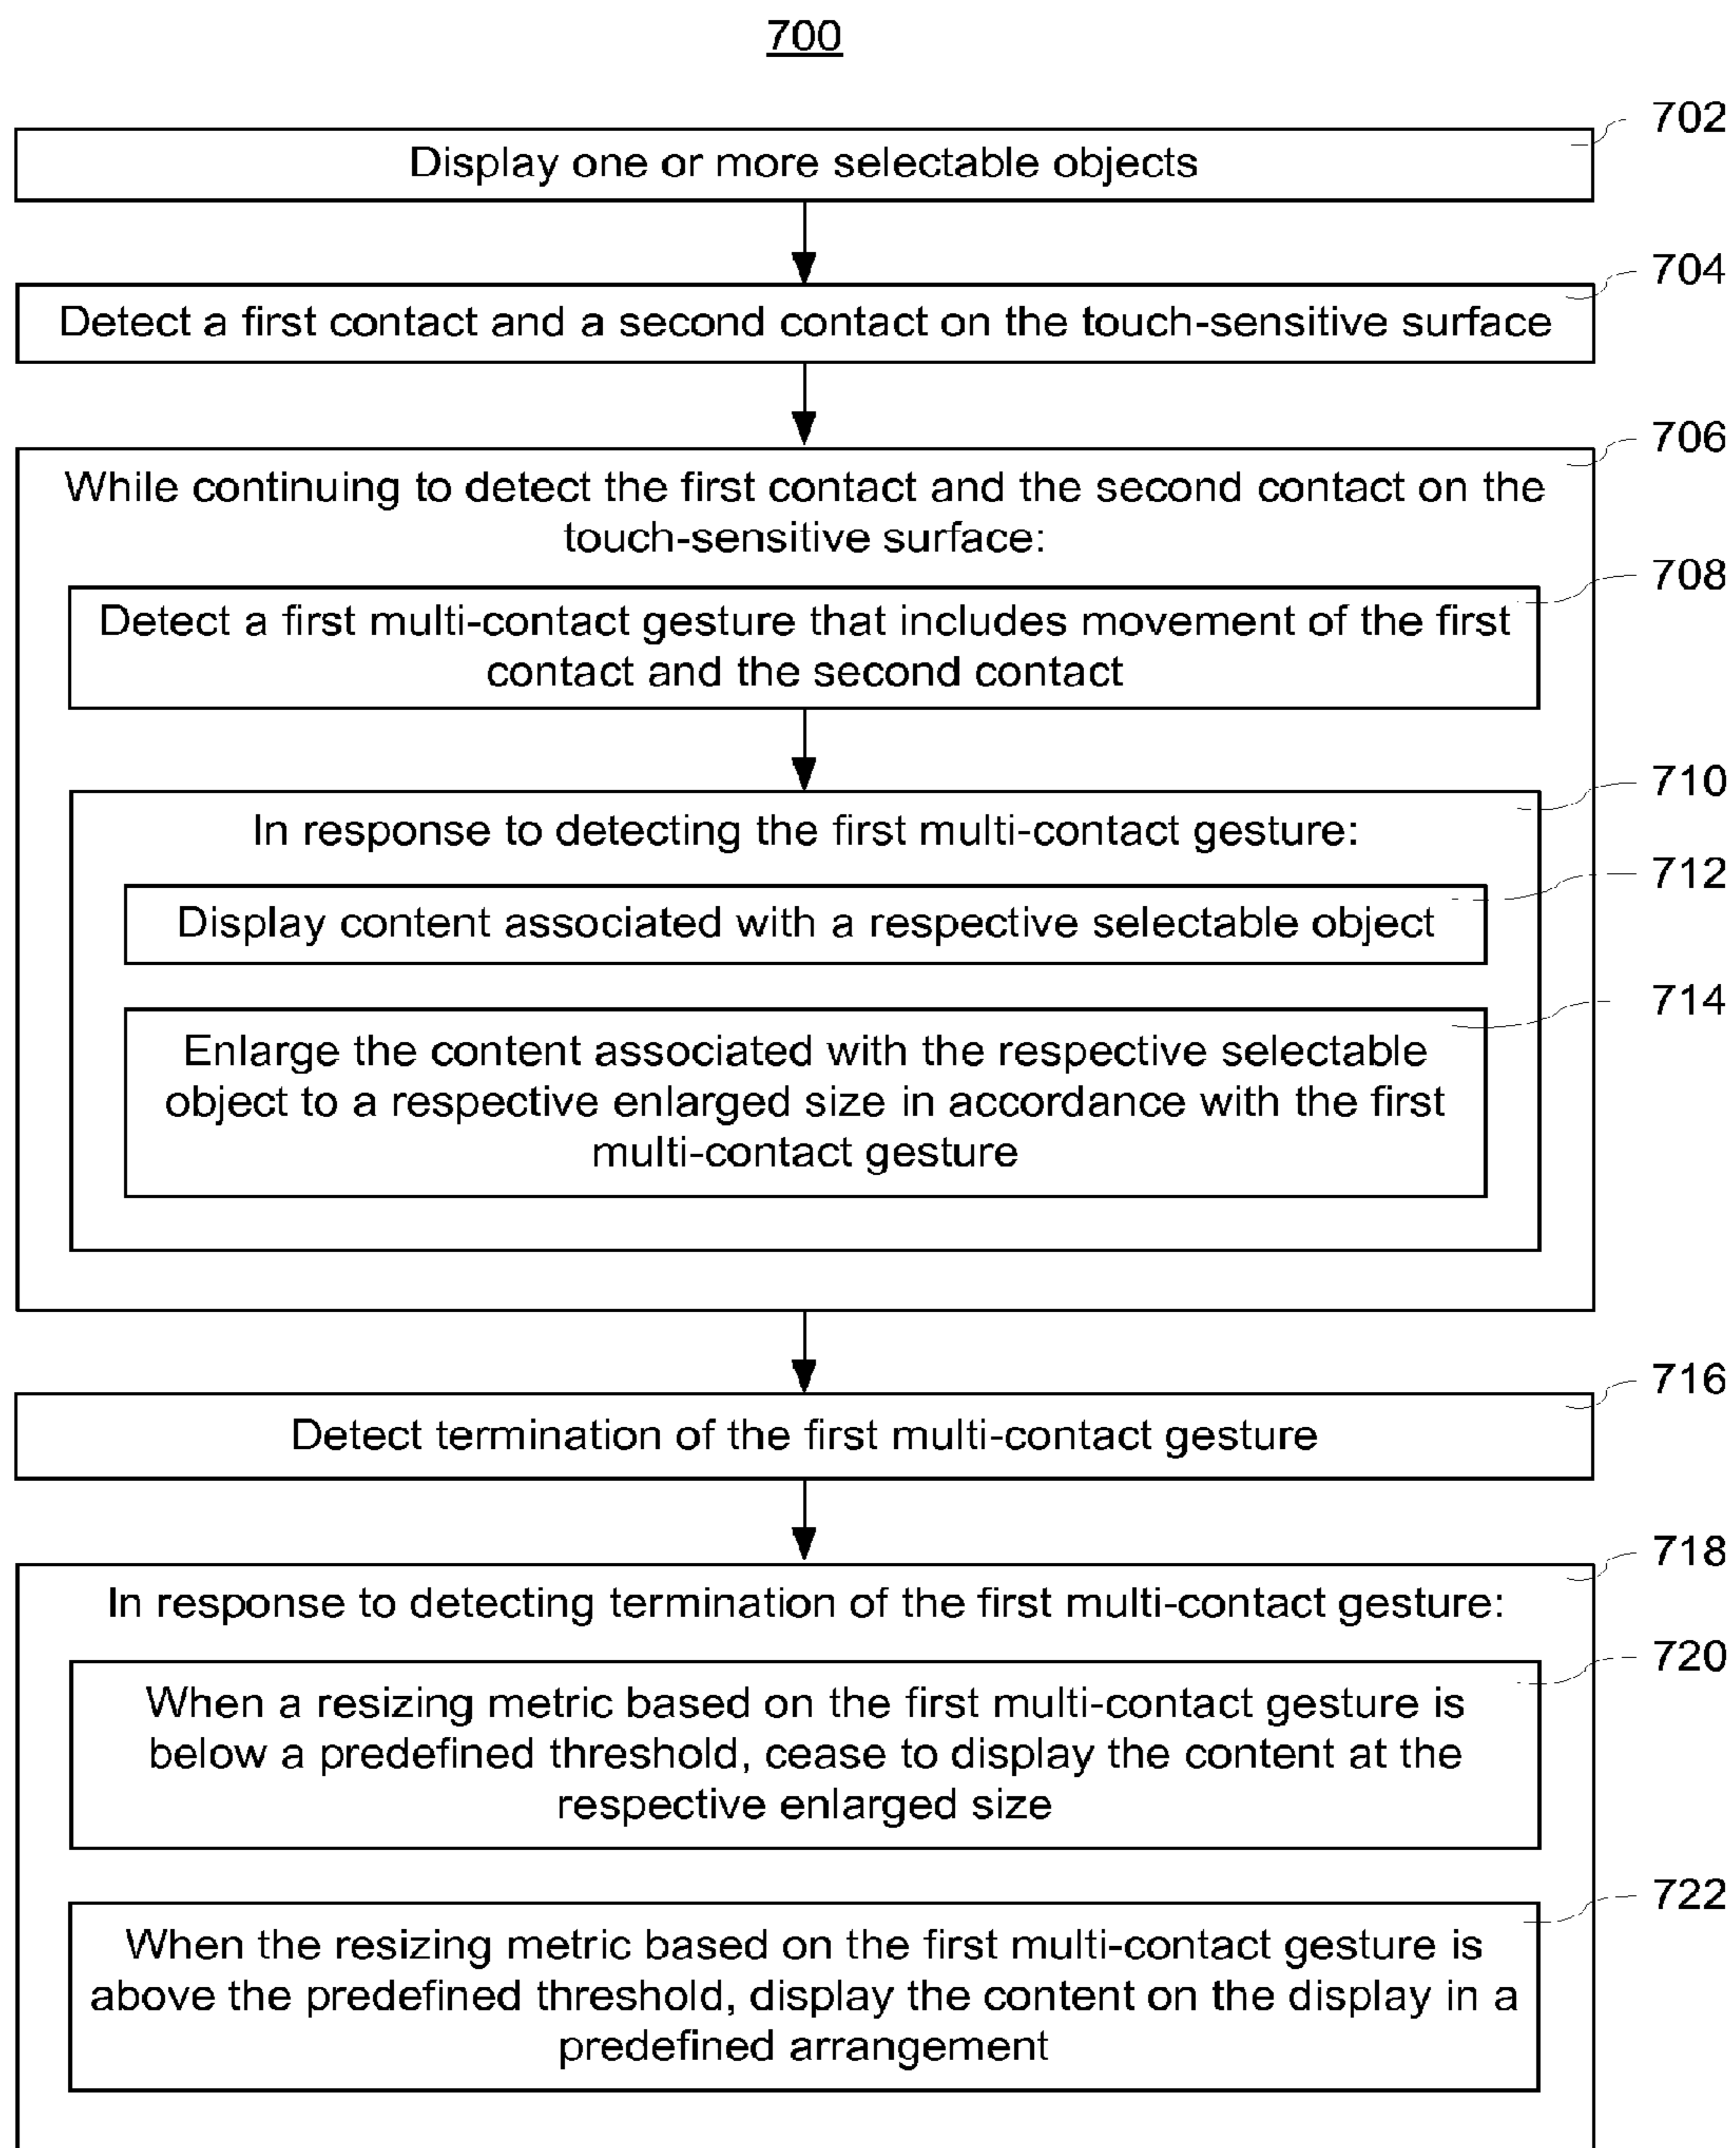 700
702
Display one or more selectable objects
704
Detect a first contact and a second contact on the touch-sensitive surface
706
While continuing to detect the first contact and the second contact on the
touch-sensitive surface:
708
Detect a first multi-contact gesture that includes movement of the first
contact and the second contact
710
In response to detecting the first multi-contact gesture:
712
Display content associated with a respective selectable object
714
Enlarge the content associated with the respective selectable
object to a respective enlarged size in accordance with the first
multi-contact gesture
716
Detect termination of the first multi-contact gesture
718
In response to detecting termination of the first multi-contact gesture:
720
When a resizing metric based on the first multi-contact gesture is
below a predefined threshold, cease to display the content at the
respective enlarged size
722
When the resizing metric based on the first multi-contact gesture is
above the predefined threshold, display the content on the display in a
predefined arrangement